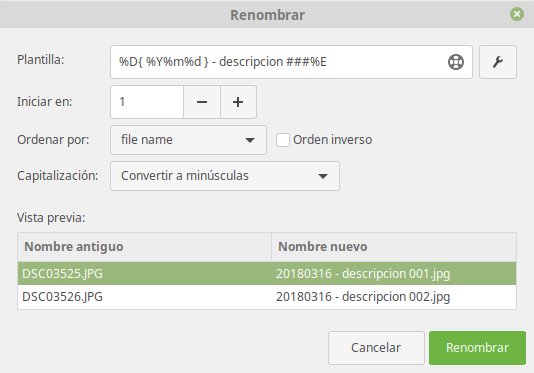 Renombrar
Plantilla: %D{ %Y%m%d } - descripcion ###%E
Iniciar en: 1
Ordenar por: file name Orden inverso
Capitalización: Convertir a minúsculas
Vista previa:
Nombre antiguo Nombre nuevo
DSC03525.JPG 20180316 - descripcion 001.jpg
DSC03526.JPG 20180316 - descripcion 002.jpg
Cancelar Renombrar